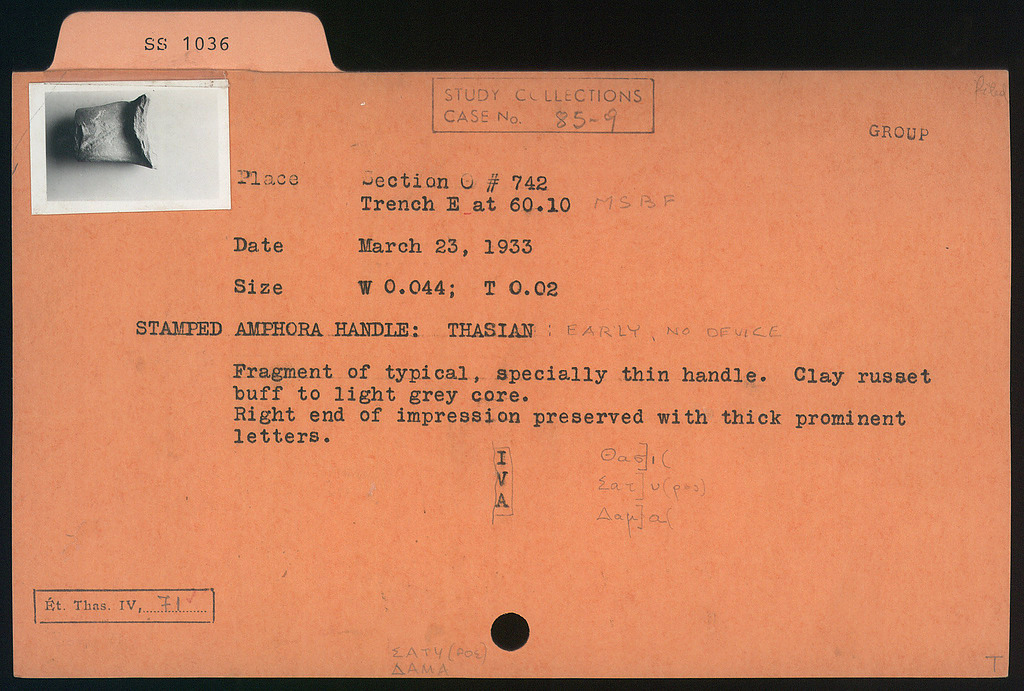 SS 1036
STUDY COLLECTIONS
CASE No. 85-9
GROUP
Place Section O # 742
Trench E at 60.10 MSBF
Date March 23, 1933
Size W 0.044; T 0.02
STAMPED AMPHORA HANDLE: THASIAN : EARLY, NO DEVICE
Fragment of typical, specially thin handle. Clay russet
buff to light grey core.
Right end of impression preserved with thick prominent
letters.
I
V
A
Θασ]ι(
Σατ]υ(ρος)
Δαμ]α(
Ét. Thas. IV, 71
ΣΑΤΥ(ΡΟΣ)
ΔΑΜΑ
T